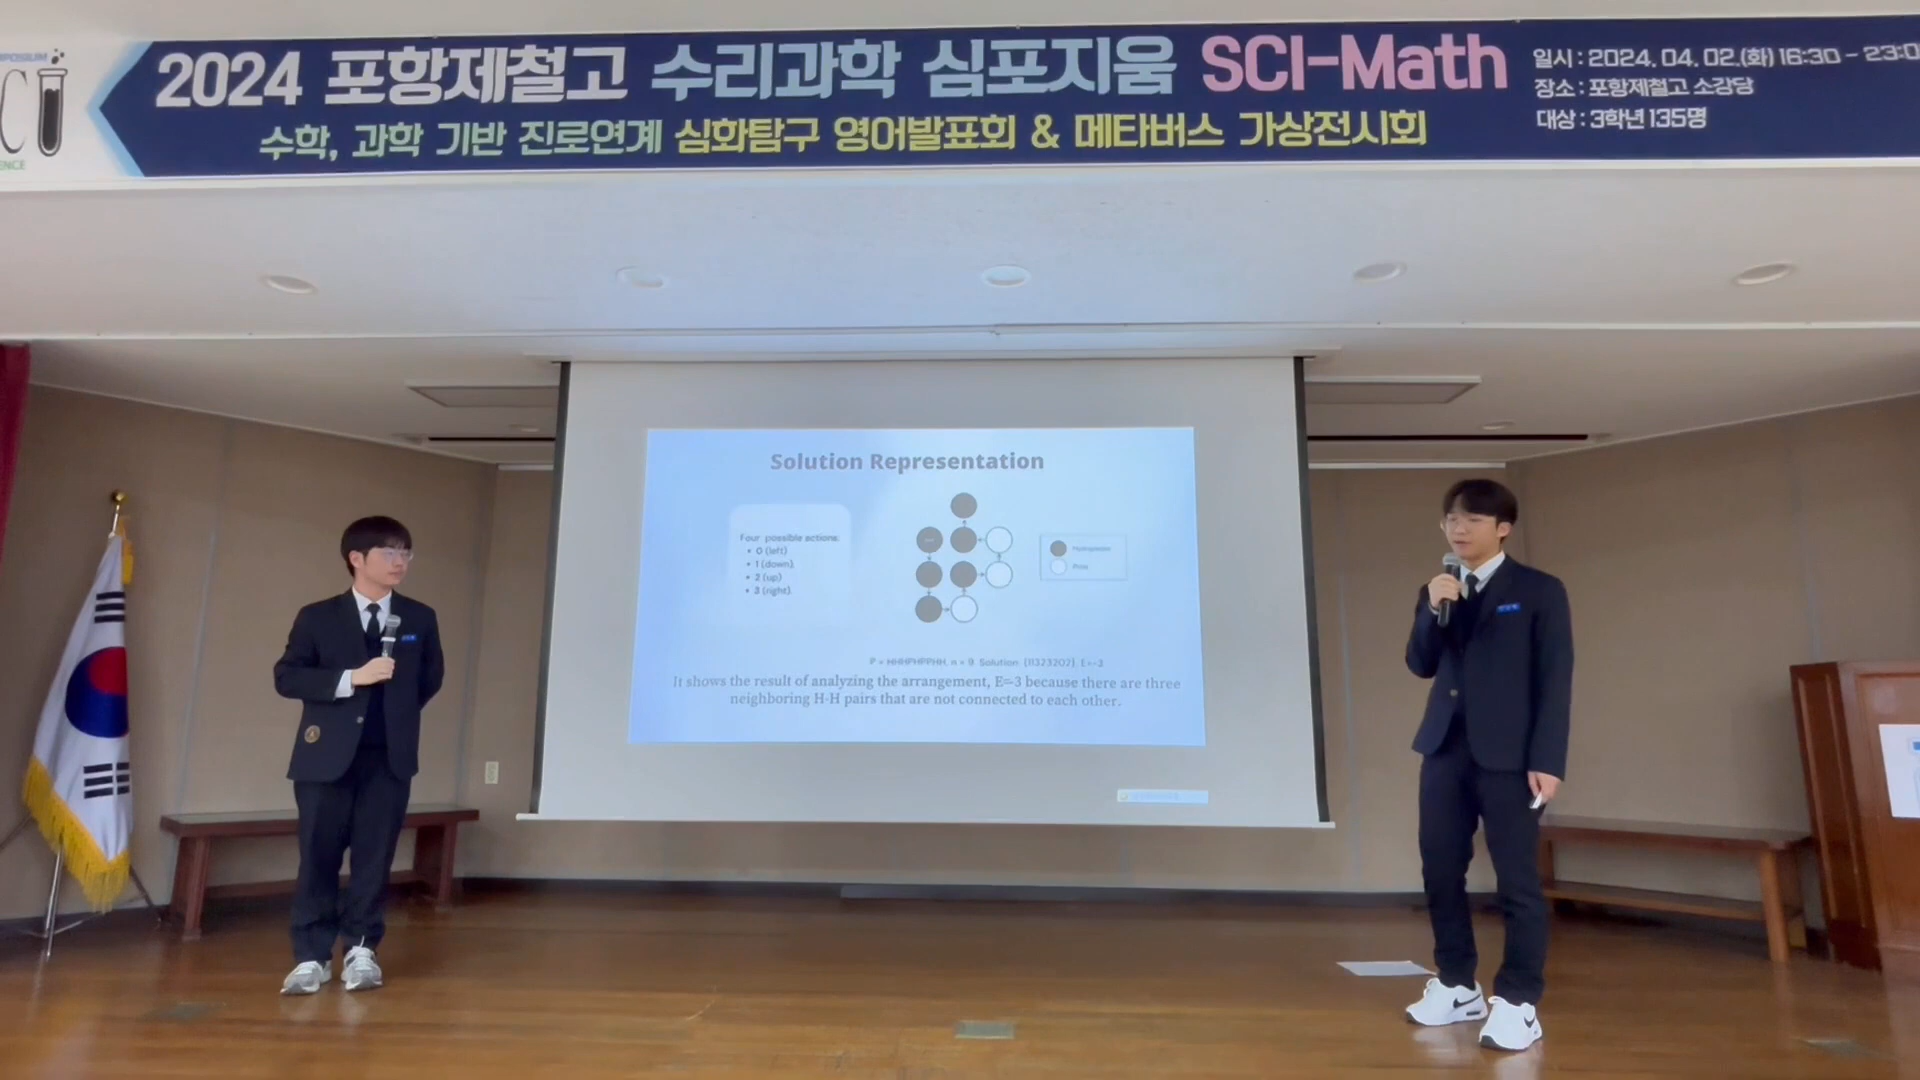 2024 포항제철고 수리과학 심포지움 SCI-Math
수학, 과학 기반 진로연계 심화탐구 영어발표회 & 메타버스 가상전시회
일시 : 2024. 04. 02.(화) 16:30 – 23:0
장소 : 포항제철고 소강당
대상 : 3학년 135명
ENCE
Solution Representation
Four possible actions:
• 0 (left)
• 1 (down)
• 2 (up)
• 3 (right)
It shows the result of analyzing the arrangement, E=-3 because there are three
neighboring H-H pairs that are not connected to each other.